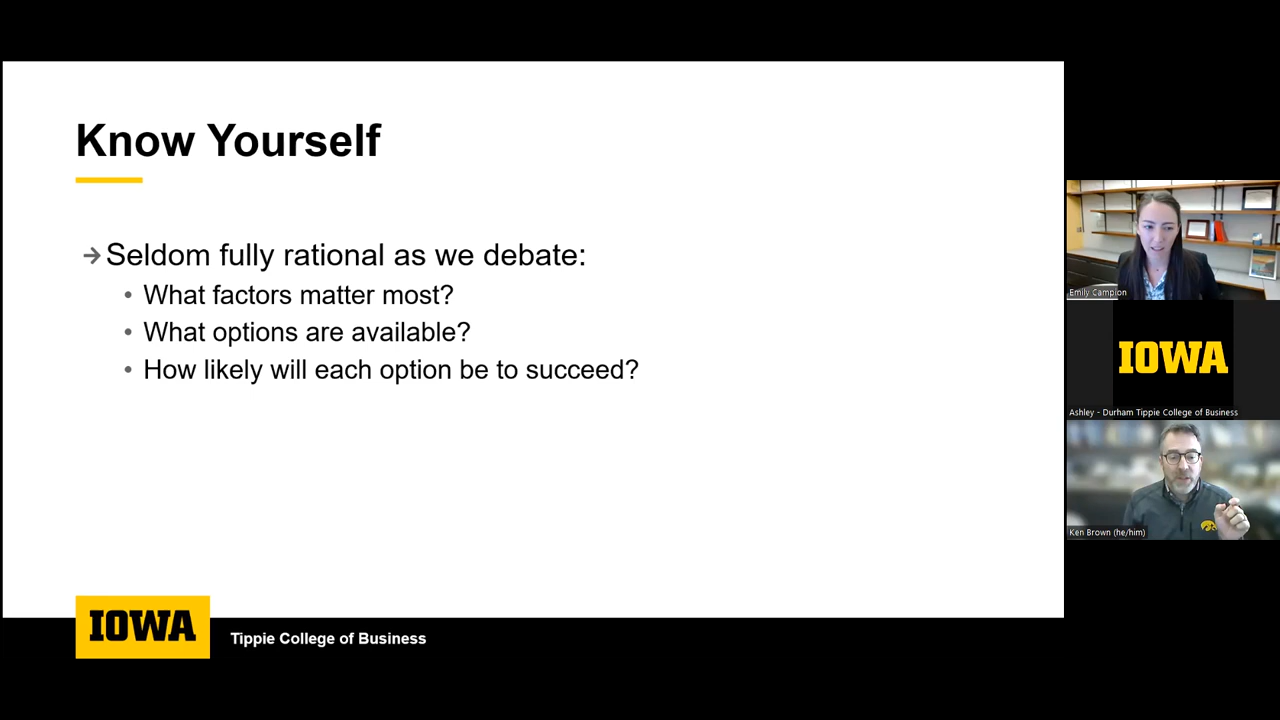 Know Yourself
→Seldom fully rational as we debate:
• What factors matter most?
• What options are available?
• How likely will each option be to succeed?
IOWA
Tippie College of Business
Emily Campion
IOWA
Ashley - Durham Tippie College of Business
Ken Brown (he/him)